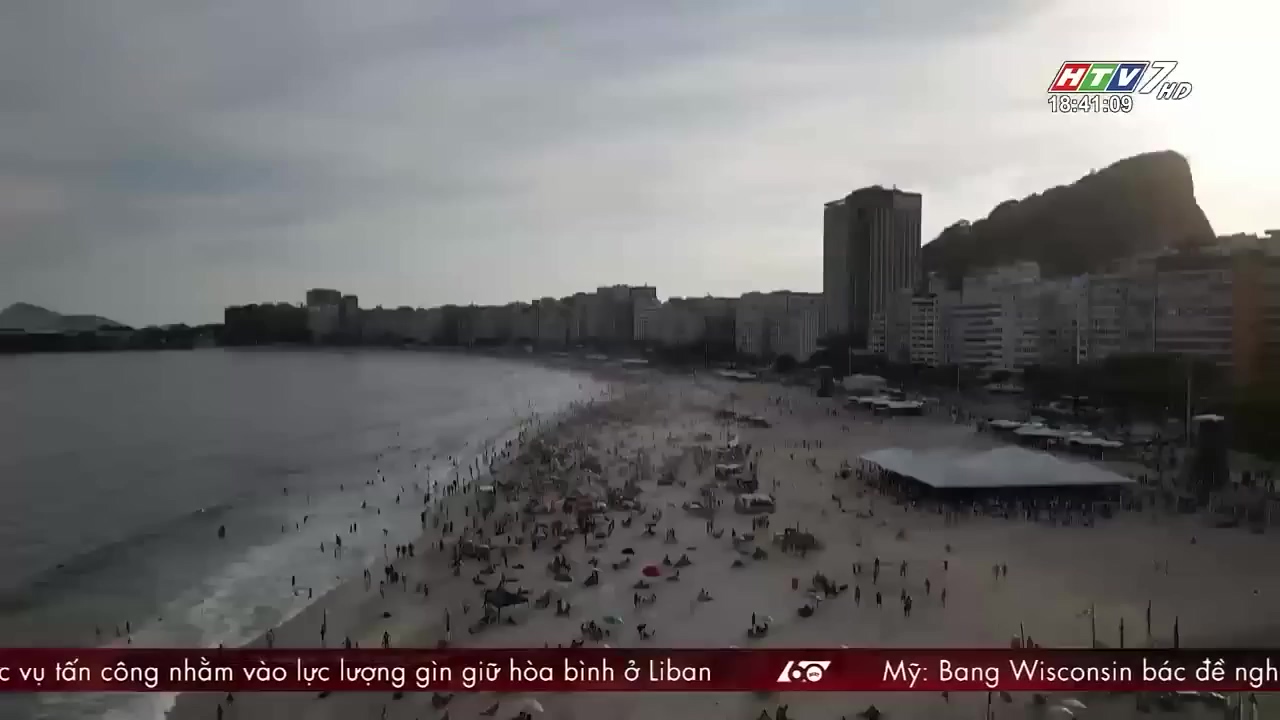 HTV7 HD
18:41:09
vụ tấn công nhằm vào lực lượng gìn giữ hòa bình ở Liban
60 Mỹ: Bang Wisconsin bác đề